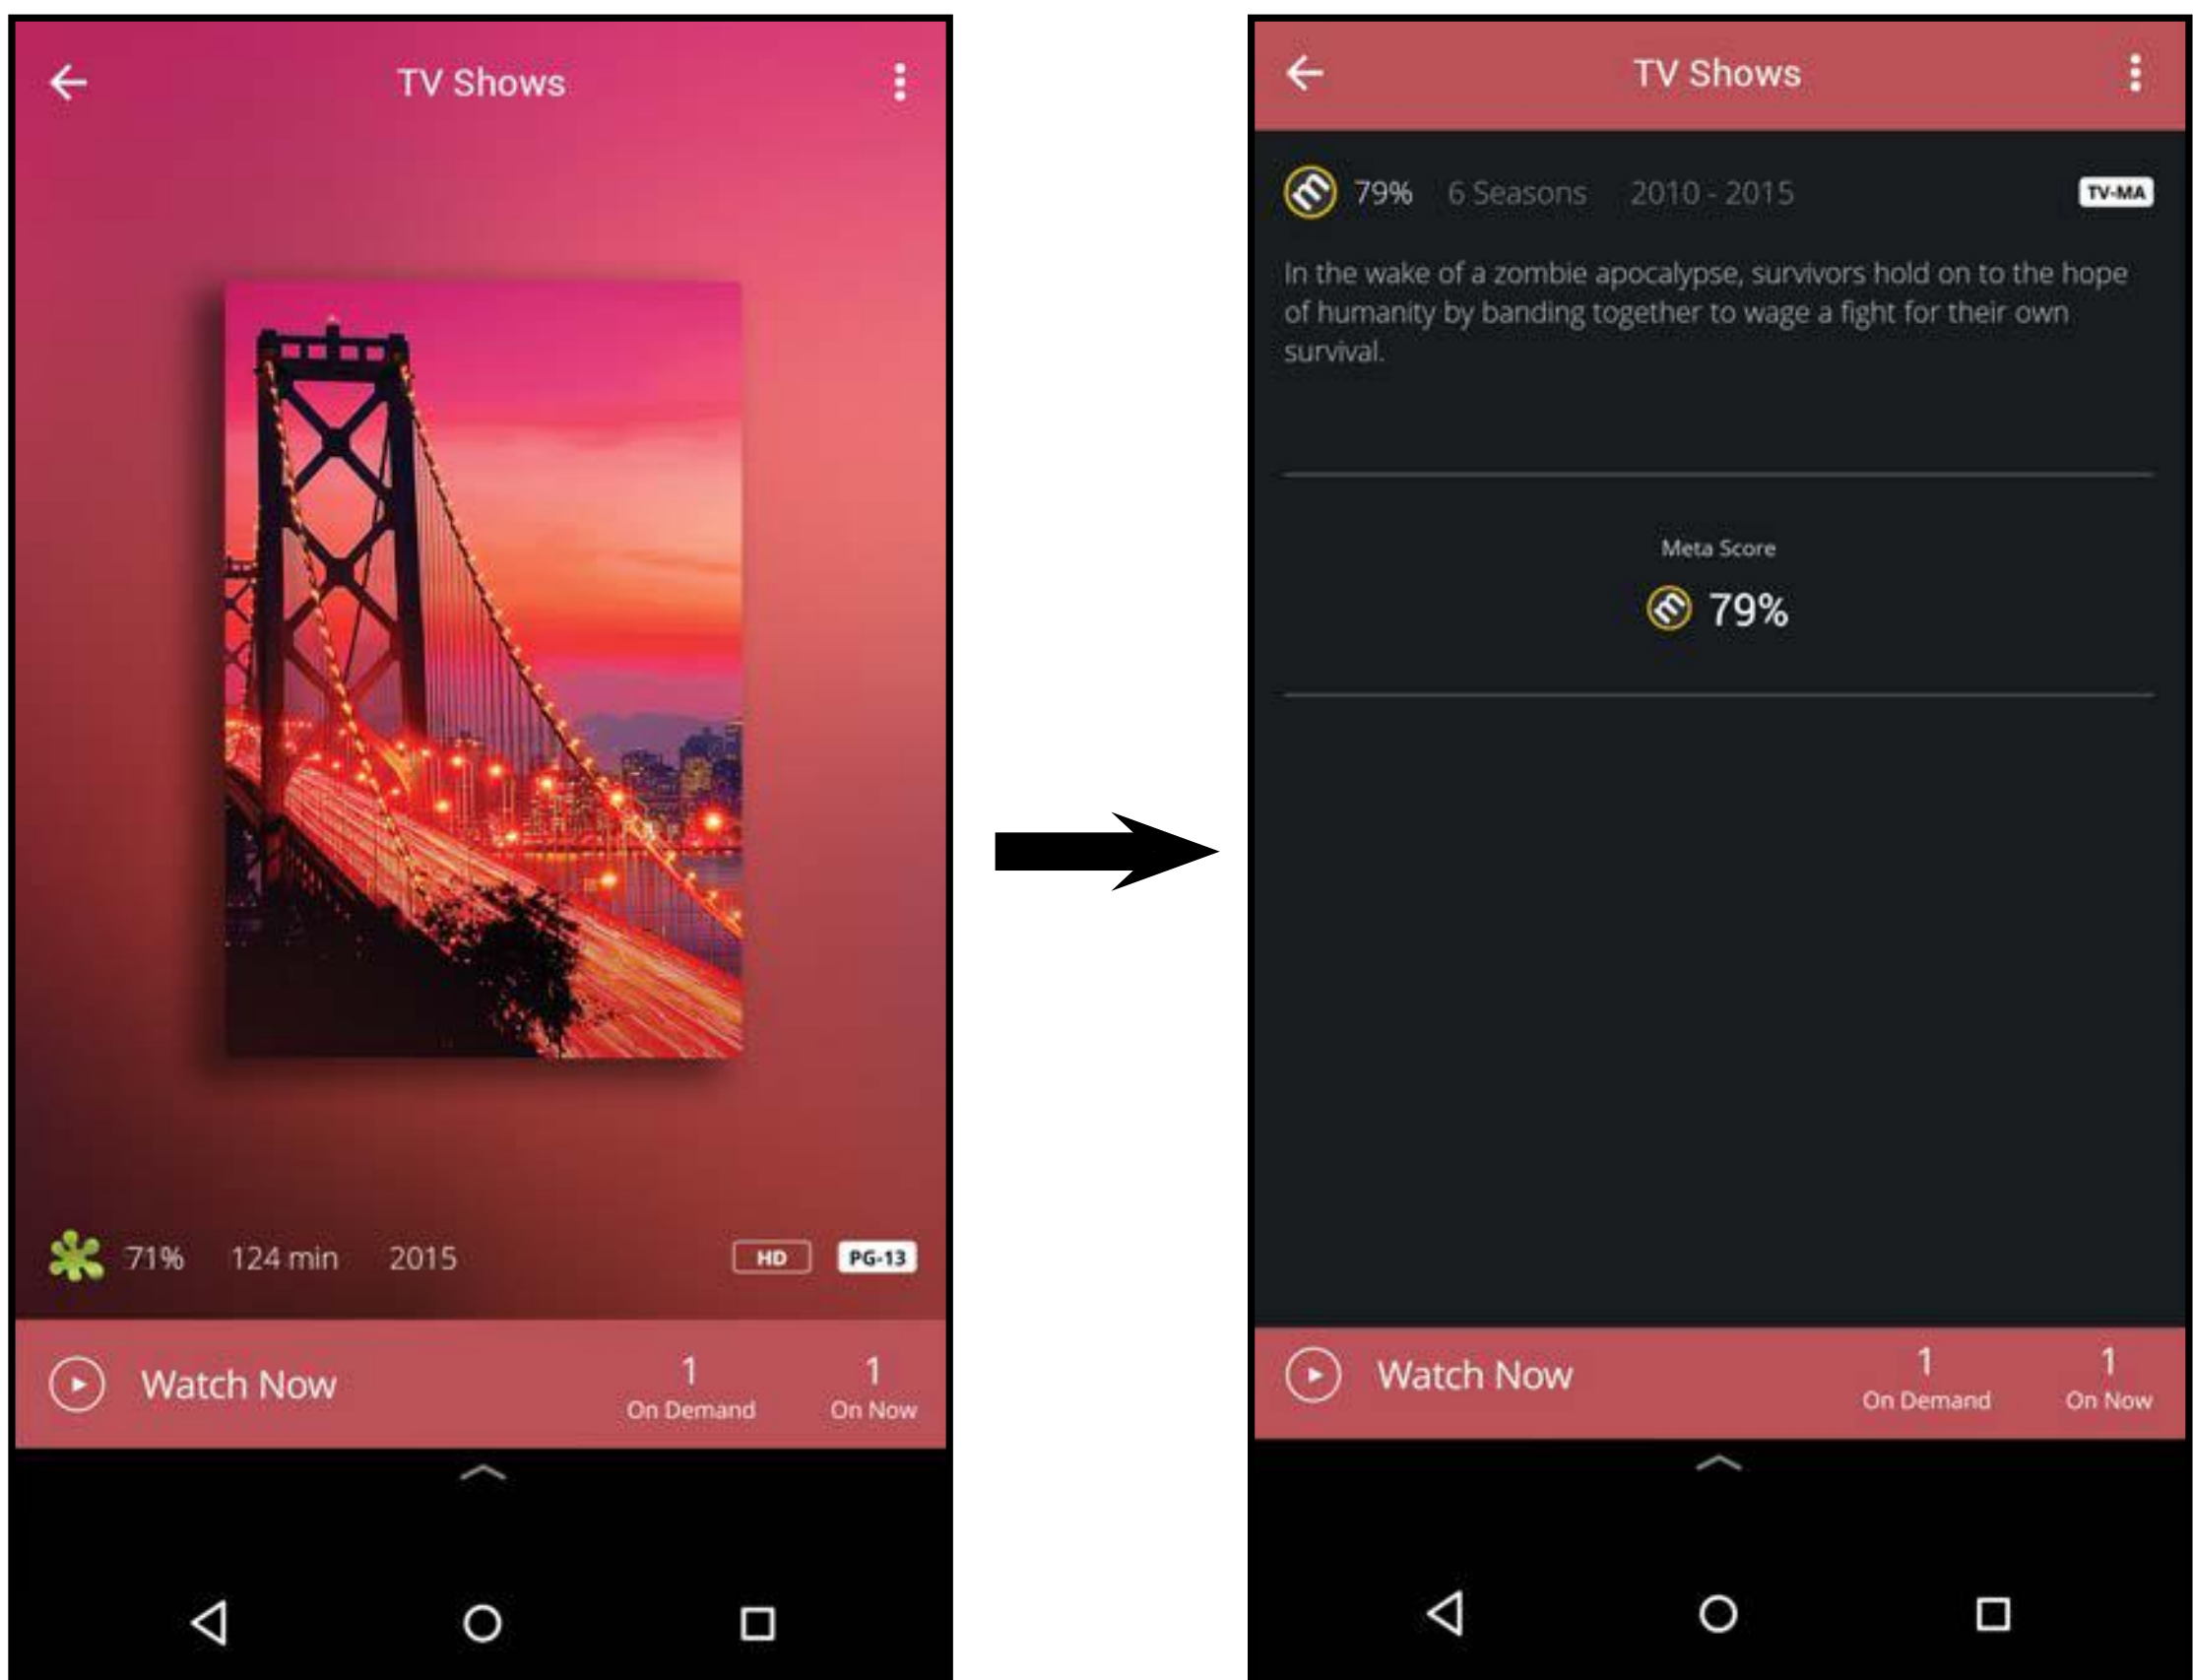 TV Shows
71% 124 min 2015 HD PG-13
Watch Now
1 On Demand
1 On Now
TV Shows
m 79% 6 Seasons 2010 - 2015 TV-MA
In the wake of a zombie apocalypse, survivors hold on to the hope
of humanity by banding together to wage a fight for their own
survival.
Meta Score
m 79%
Watch Now
1 On Demand
1 On Now